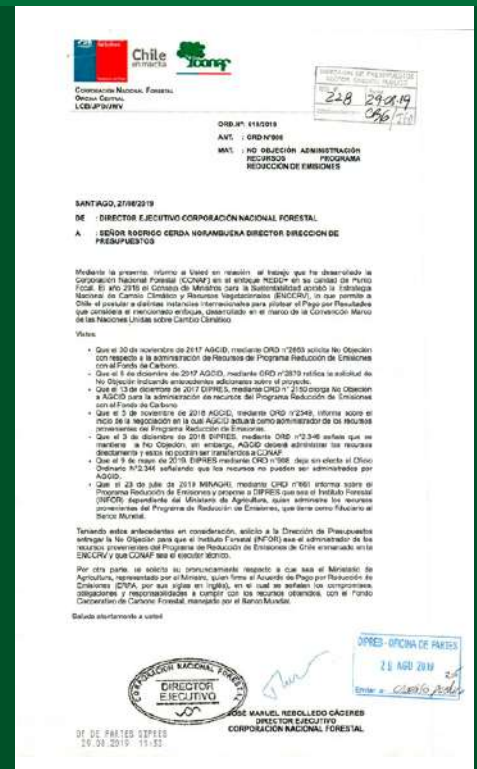 Chile
en marcha
CONAF
CORPORACIÓN NACIONAL FORESTAL
OFICINA CENTRAL
LCB/JPD/JWV
228 29-08-19
ORD.Nº: 618/2019
ANT. : ORD N°998
MAT. : NO OBJECIÓN ADMINISTRACIÓN
RECURSOS PROGRAMA
REDUCCIÓN DE EMISIONES
SANTIAGO, 27/08/2019
DE : DIRECTOR EJECUTIVO CORPORACIÓN NACIONAL FORESTAL
A : SEÑOR RODRIGO CERDA NORAMBUENA DIRECTOR DIRECCION DE
PRESUPUESTOS
Mediante la presente, informo a Usted en relación al trabajo que ha desarrollado la
Corporación Nacional Forestal (CONAF) en el enfoque REDD+ en su calidad de Punto
Focal. El año 2016 el Consejo de Ministros para la Sustentabilidad aprobó la Estrategia
Nacional de Cambio Climático y Recursos Vegetacionales (ENCCRV), lo que permite a
Chile el postular a distintas instancias internacionales para pilotear el Pago por Resultados
que considera el mencionado enfoque, desarrollado en el marco de la Convención Marco
de las Naciones Unidas sobre Cambio Climático.
Vistos:
• Que el 30 de noviembre de 2017 AGCID, mediante ORD n°2853 solicita No Objeción
con respecto a la administración de Recursos de Programa Reducción de Emisiones
con el Fondo de Carbono.
• Que el 6 de diciembre de 2017 AGCID, mediante ORD n°2879 ratifica la solicitud de
No Objeción indicando antecedentes adicionales sobre el proyecto.
• Que el 13 de diciembre de 2017 DIPRES, mediante ORD n° 2150 otorga No Objeción
a AGCID para la administración de recursos del Programa Reducción de Emisiones
con el Fondo de Carbono.
• Que el 5 de noviembre de 2018 AGCID, mediante ORD n°2549, informa sobre el
inicio de la negociación en la cual AGCID actuará como administrador de los recursos
provenientes del Programa Reducción de Emisiones.
• Que el 3 de diciembre de 2018 DIPRES, mediante ORD n°2.346 señala que se
mantiene la No Objeción, sin embargo, AGCID deberá administrar los recursos
directamente y estos no podrán ser transferidos a CONAF.
• Que el 9 de mayo de 2019, DIPRES mediante ORD n°998 deja sin efecto el Oficio
Ordinario N°2.346 señalando que los recursos no pueden ser administrados por
AGCID.
• Que el 23 de julio de 2019 MINAGRI, mediante ORD n°661 informa sobre el
Programa Reducción de Emisiones y propone a DIPRES que sea el Instituto Forestal
(INFOR) dependiente del Ministerio de Agricultura, quien administre los recursos
provenientes del Programa de Reducción de Emisiones, que tiene como fiduciario al
Banco Mundial.
Teniendo estos antecedentes en consideración, solicito a la Dirección de Presupuestos
entregar la No Objeción para que el Instituto Forestal (INFOR) sea el administrador de los
recursos provenientes del Programa de Reducción de Emisiones de Chile enmarcado en la
ENCCRV y que CONAF sea el ejecutor técnico.
Por otra parte, se solicita su pronunciamiento respecto a que sea el Ministerio de
Agricultura, representado por el Ministro, quien firme el Acuerdo de Pago por Reducción de
Emisiones (ERPA, por sus siglas en inglés), en el cual se señalen los compromisos,
obligaciones y responsabilidades a cumplir con los recursos obtenidos, con el Fondo
Cooperativo de Carbono Forestal, manejado por el Banco Mundial.
Saluda atentamente a usted
DIPRES - OFICINA DE PARTES
29 AGO 2019
Enviar a:
CORPORACIÓN NACIONAL FORESTAL
DIRECTOR
EJECUTIVO
JOSÉ MANUEL REBOLLEDO CÁCERES
DIRECTOR EJECUTIVO
CORPORACIÓN NACIONAL FORESTAL
OF DE PARTES DIPRES
29.08.2019 11:52